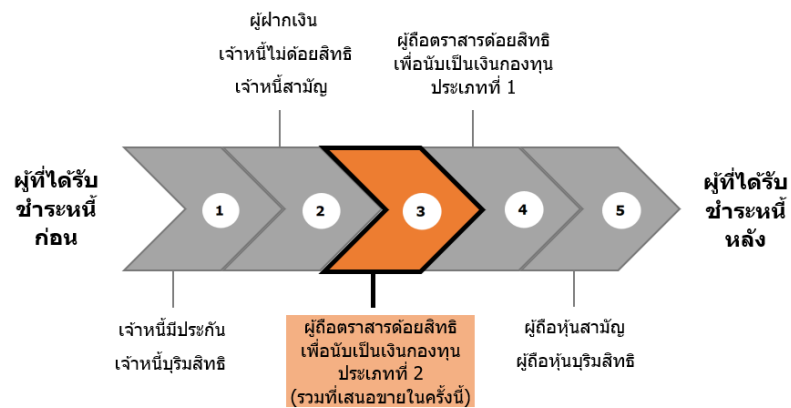 ผู้ฝากเงิน
เจ้าหนี้ไม่ด้อยสิทธิ
เจ้าหนี้สามัญ
ผู้ถือตราสารด้อยสิทธิ
เพื่อนับเป็นเงินกองทุน
ประเภทที่ 1
ผู้ที่ได้รับ
ชำระหนี้
ก่อน
1
2
3
4
5
ผู้ที่ได้รับ
ชำระหนี้
หลัง
เจ้าหนี้มีประกัน
เจ้าหนี้บุริมสิทธิ
ผู้ถือตราสารด้อยสิทธิ
เพื่อนับเป็นเงินกองทุน
ประเภทที่ 2
(รวมที่เสนอขายในครั้งนี้)
ผู้ถือหุ้นสามัญ
ผู้ถือหุ้นบุริมสิทธิ